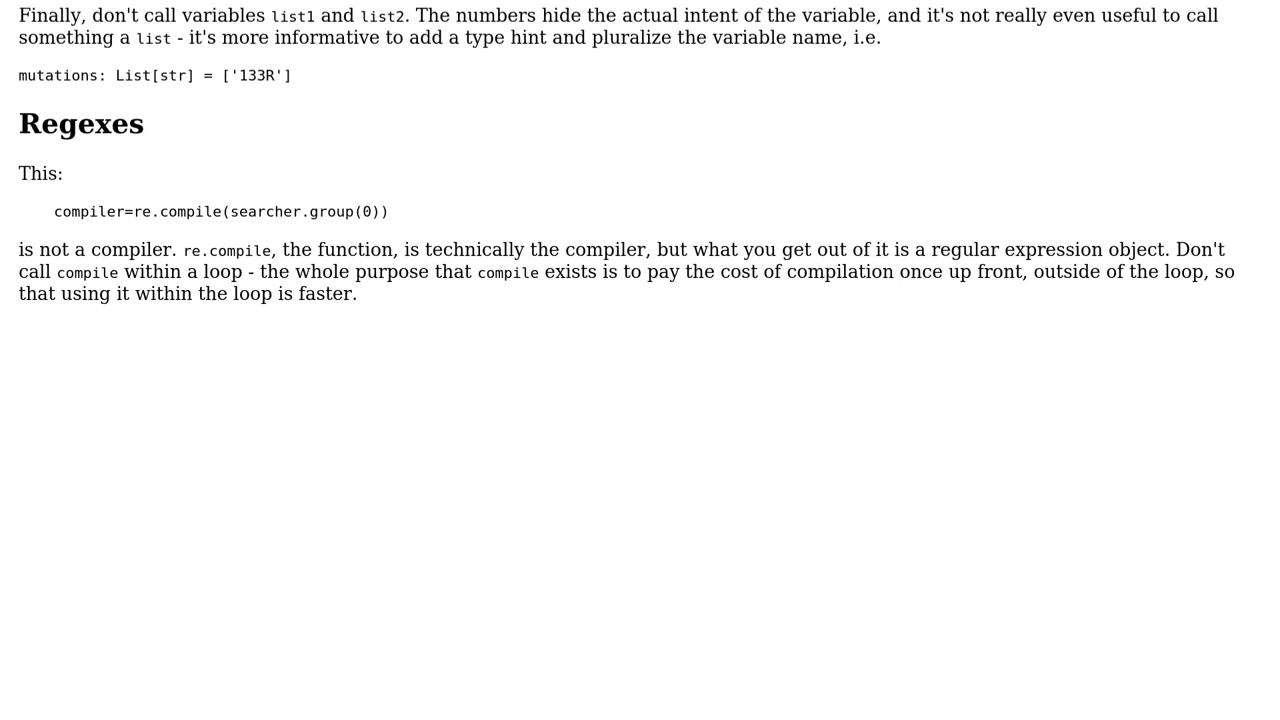 Finally, don't call variables list1 and list2. The numbers hide the actual intent of the variable, and it's not really even useful to call
something a list - it's more informative to add a type hint and pluralize the variable name, i.e.
mutations: List[str] = ['133R']
Regexes
This:
compiler=re.compile(searcher.group(0))
is not a compiler. re.compile, the function, is technically the compiler, but what you get out of it is a regular expression object. Don't
call compile within a loop - the whole purpose that compile exists is to pay the cost of compilation once up front, outside of the loop, so
that using it within the loop is faster.